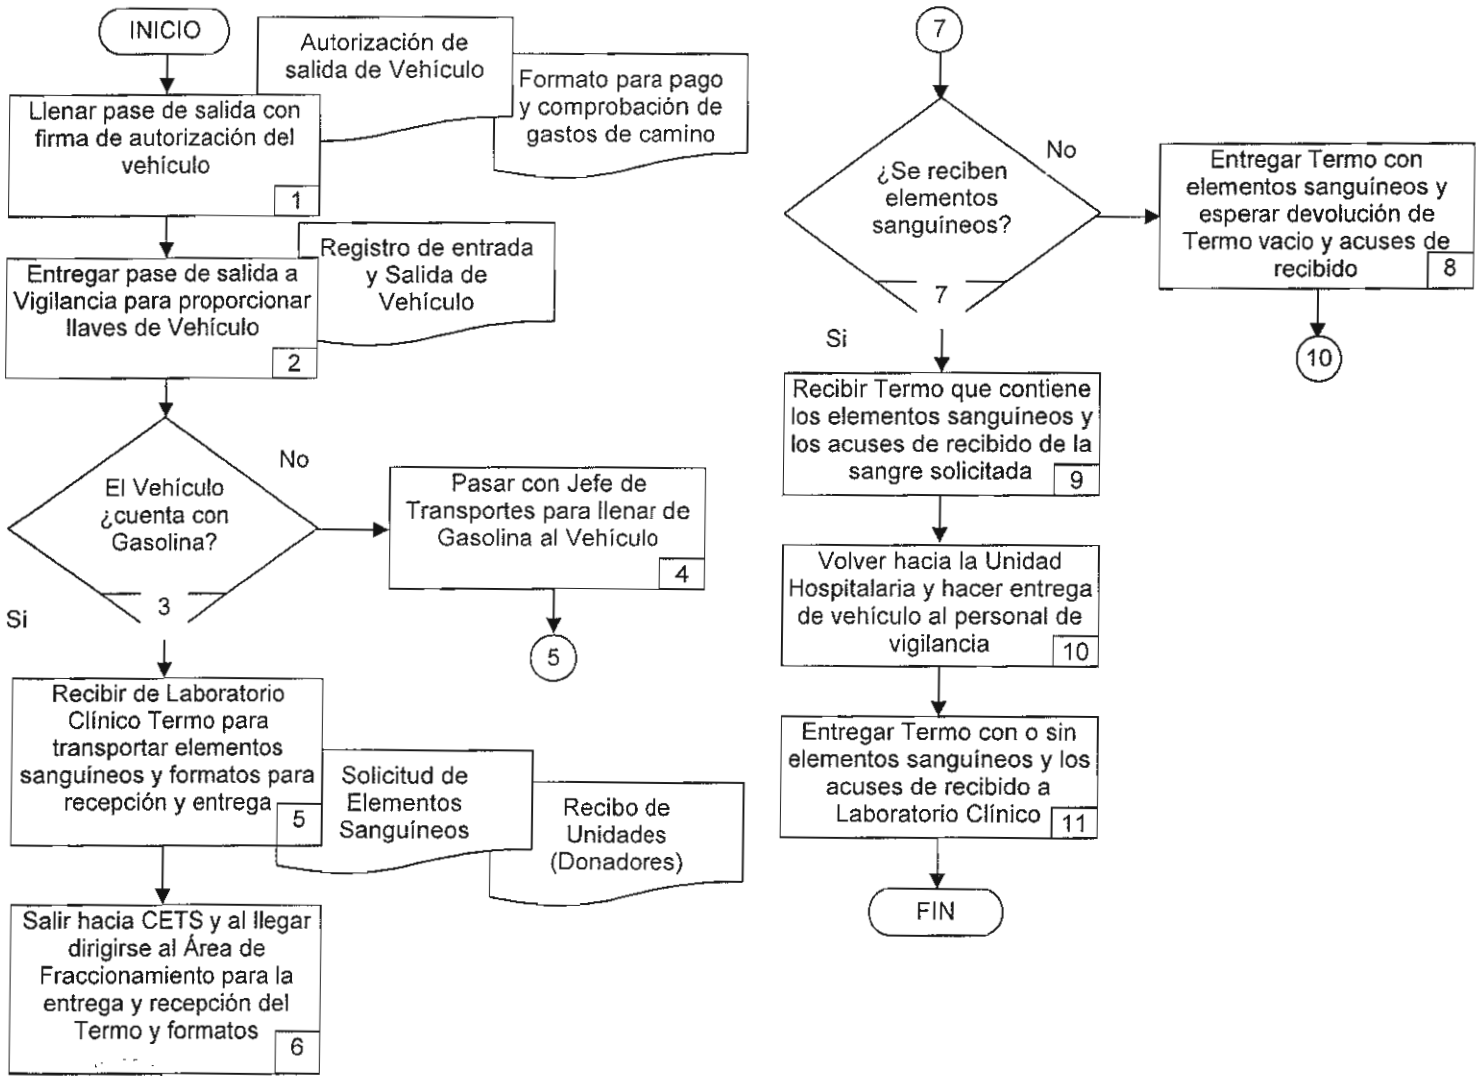 INICIO
Autorización de
salida de Vehículo
Formato para pago
y comprobación de
gastos de camino
Llenar pase de salida con
firma de autorización del
vehículo
1
Registro de entrada
y Salida de
Vehículo
Entregar pase de salida a
Vigilancia para proporcionar
llaves de Vehículo
2
El Vehículo
¿cuenta con
Gasolina?
3
No
Si
Pasar con Jefe de
Transportes para llenar de
Gasolina al Vehículo
4
5
Recibir de Laboratorio
Clínico Termo para
transportar elementos
sanguíneos y formatos para
recepción y entrega
5
Solicitud de
Elementos
Sanguíneos
Recibo de
Unidades
(Donadores)
Salir hacia CETS y al llegar
dirigirse al Área de
Fraccionamiento para la
entrega y recepción del
Termo y formatos
6
7
¿Se reciben
elementos
sanguíneos?
7
No
Si
Entregar Termo con
elementos sanguíneos y
esperar devolución de
Termo vacio y acuses de
recibido
8
10
Recibir Termo que contiene
los elementos sanguíneos y
los acuses de recibido de la
sangre solicitada
9
Volver hacia la Unidad
Hospitalaria y hacer entrega
de vehículo al personal de
vigilancia
10
Entregar Termo con o sin
elementos sanguíneos y los
acuses de recibido a
Laboratorio Clínico
11
FIN